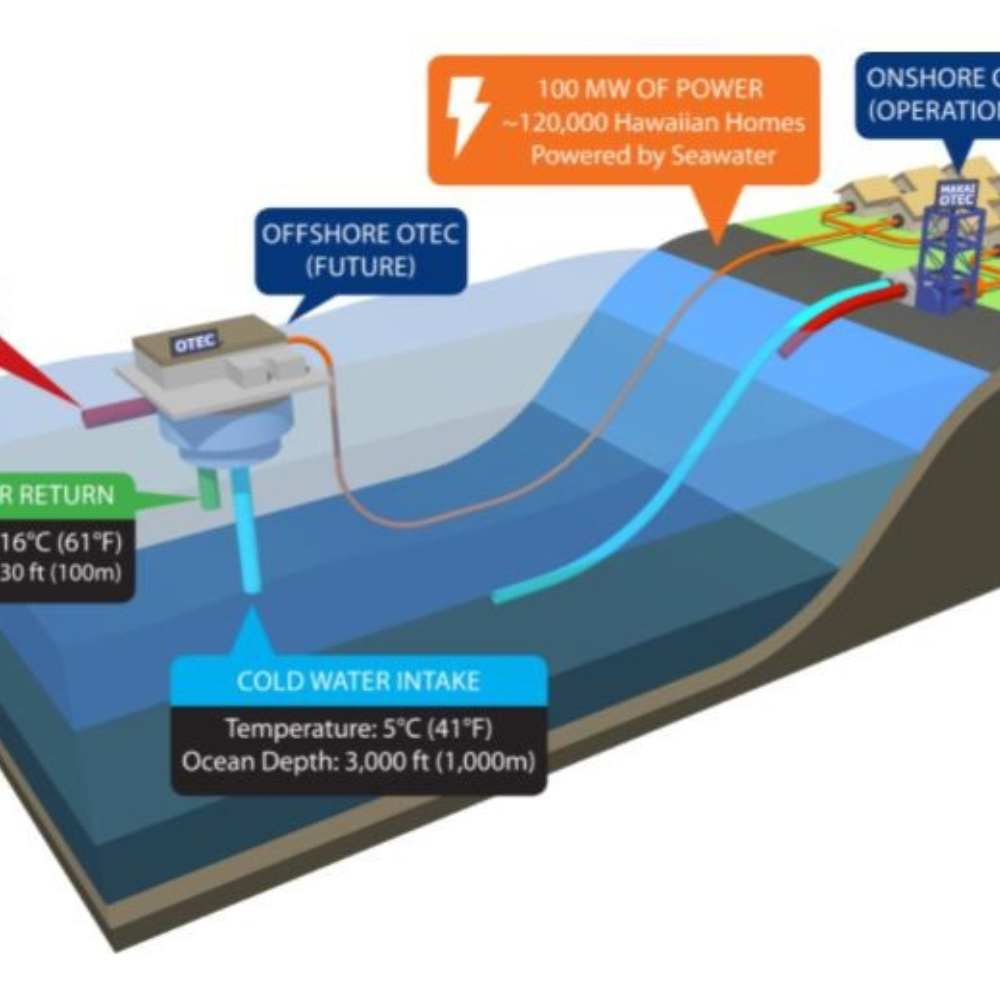 100 MW OF POWER
~120,000 Hawaiian Homes
Powered by Seawater
ONSHORE
(OPERATIO
MAKAI
OTEC
OFFSHORE OTEC
(FUTURE)
OTEC
R RETURN
16°C (61°F)
30 ft (100m)
COLD WATER INTAKE
Temperature: 5°C (41°F)
Ocean Depth: 3,000 ft (1,000m)